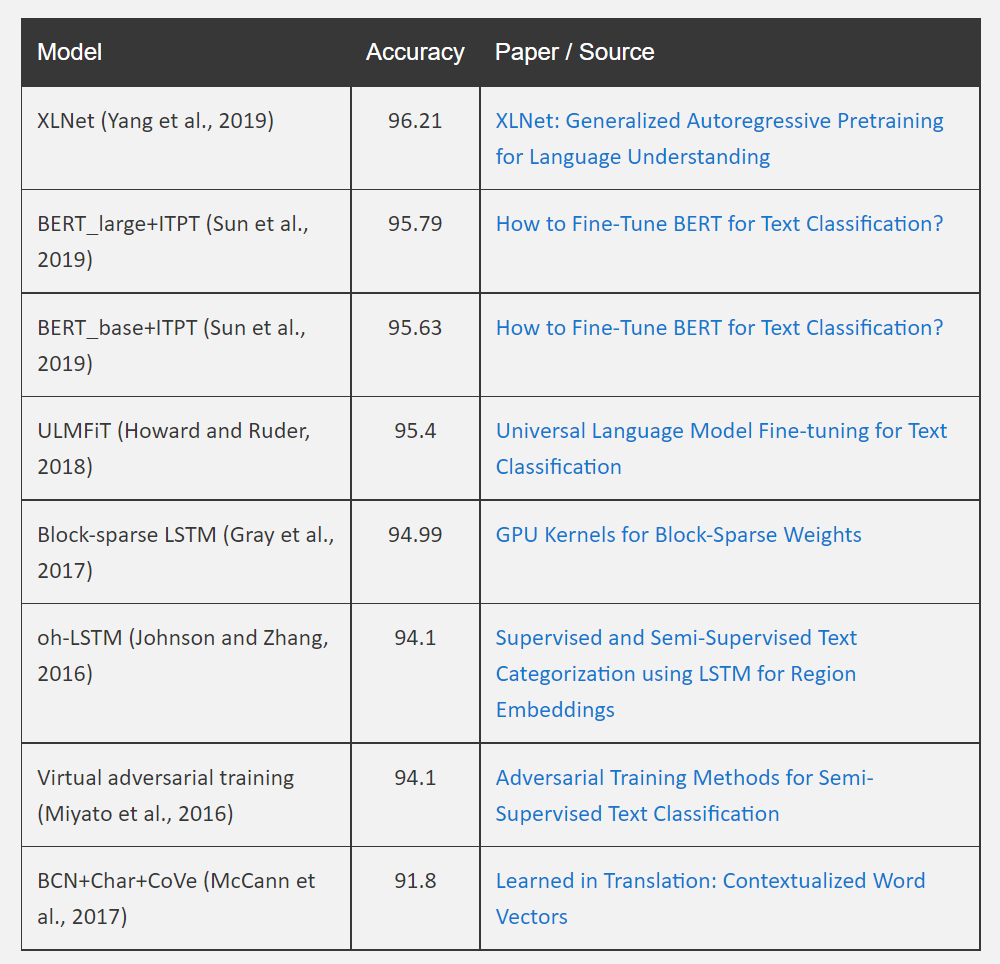 Model Accuracy Paper / Source
XLNet (Yang et al., 2019) 96.21 XLNet: Generalized Autoregressive Pretraining
for Language Understanding
BERT_large+ITPT (Sun et al., 95.79 How to Fine-Tune BERT for Text Classification?
2019)
BERT_base+ITPT (Sun et al., 95.63 How to Fine-Tune BERT for Text Classification?
2019)
ULMFiT (Howard and Ruder, 95.4 Universal Language Model Fine-tuning for Text
2018) Classification
Block-sparse LSTM (Gray et al., 94.99 GPU Kernels for Block-Sparse Weights
2017)
oh-LSTM (Johnson and Zhang, 94.1 Supervised and Semi-Supervised Text
2016) Categorization using LSTM for Region
Embeddings
Virtual adversarial training 94.1 Adversarial Training Methods for Semi-
(Miyato et al., 2016) Supervised Text Classification
BCN+Char+CoVe (McCann et 91.8 Learned in Translation: Contextualized Word
al., 2017) Vectors